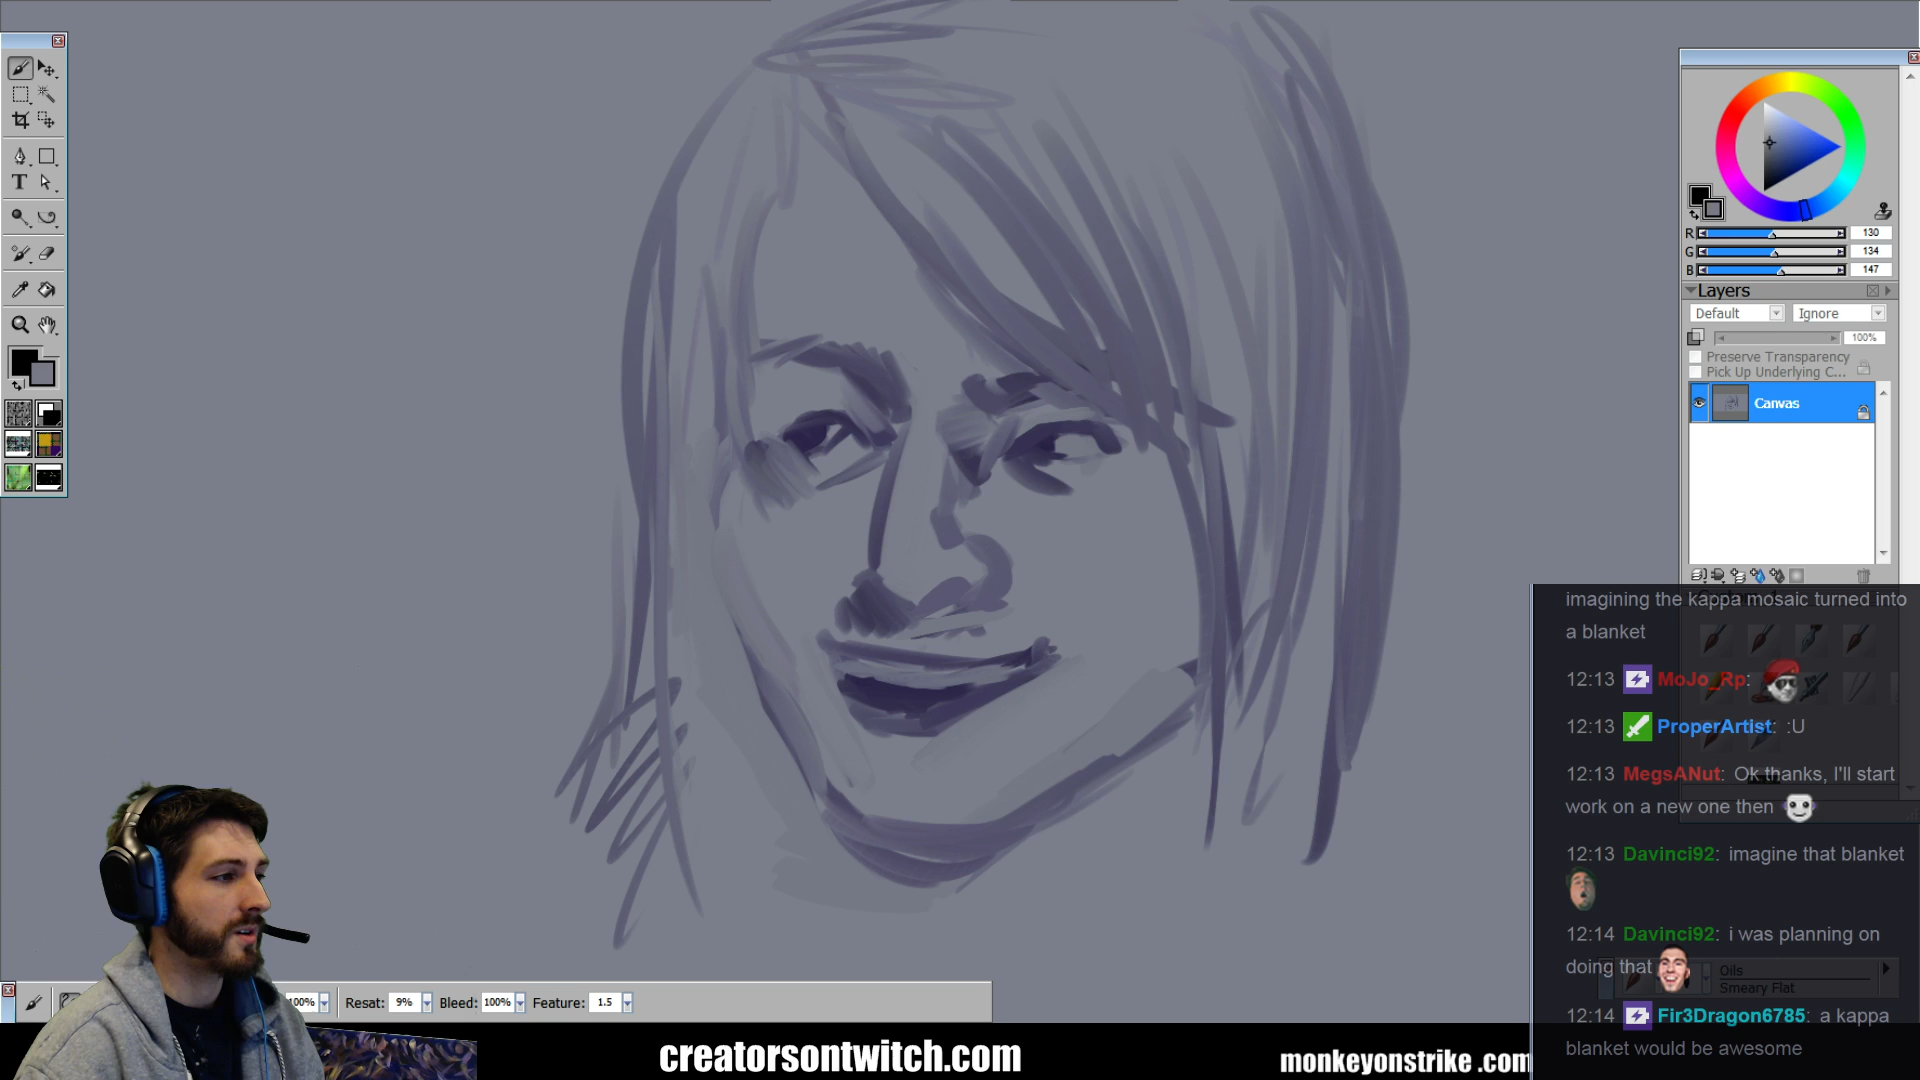 T
R 130
G 134
B 147
Layers
Default Ignore
100%
Preserve Transparency
Pick Up Underlying C...
Canvas
imagining the kappa mosaic turned into
a blanket
12:13 MoJo_Rp:
12:13 ProperArtist: :U
12:13 MegsANut: Ok thanks, I'll start
work on a new one then
12:13 Davinci92: imagine that blanket
12:14 Davinci92: i was planning on
doing that
Oils
Smeary Flat
12:14 Fir3Dragon6785: a kappa
blanket would be awesome
100% Resat: 9% Bleed: 100% Feature: 1.5
creatorsontwitch.com
monkeyonstrike .com